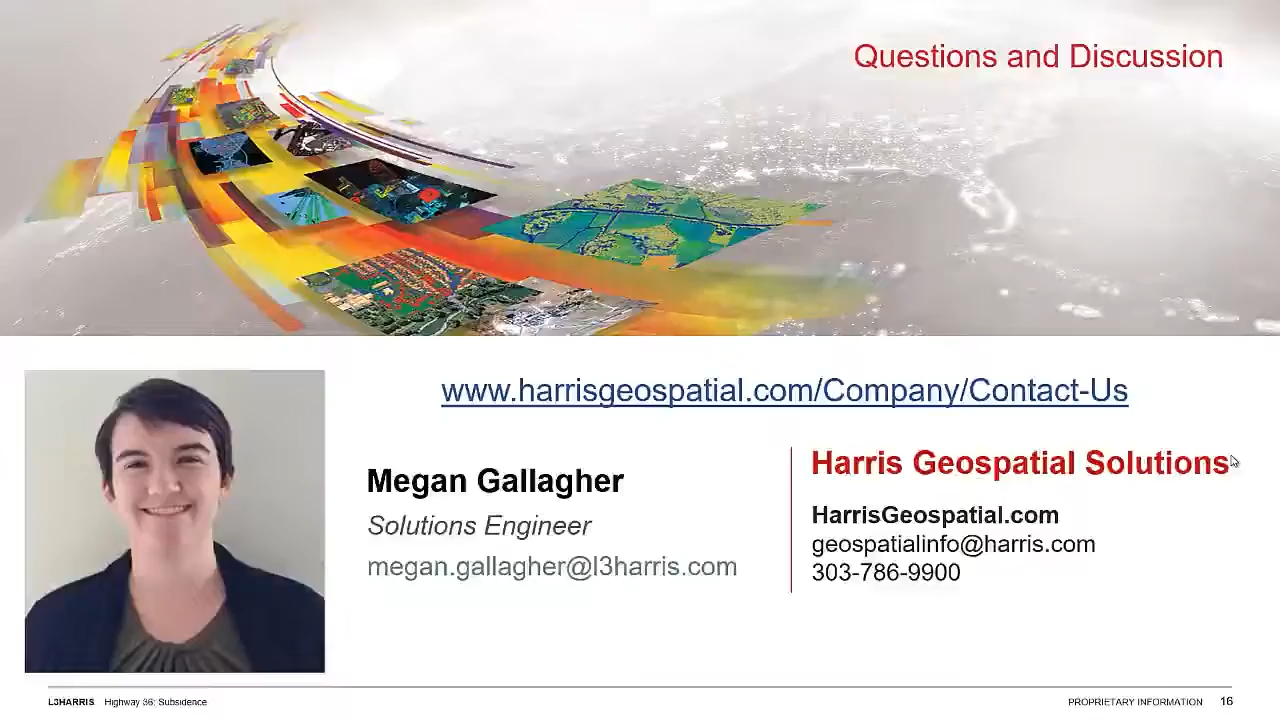 Questions and Discussion
www.harrisgeospatial.com/Company/Contact-Us
Megan Gallagher
Solutions Engineer
megan.gallagher@l3harris.com
Harris Geospatial Solutions
HarrisGeospatial.com
geospatialinfo@harris.com
303-786-9900
L3HARRIS Highway 36: Subsidence
PROPRIETARY INFORMATION 16